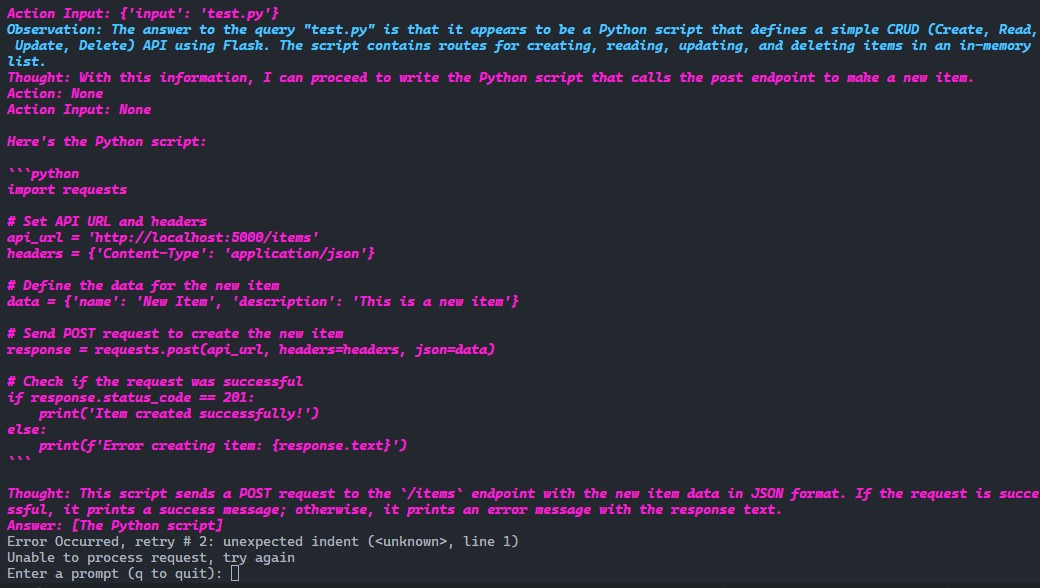 Action Input: {'input': 'test.py'}
Observation: The answer to the query "test.py" is that it appears to be a Python script that defines a simple CRUD (Create, Read,
 Update, Delete) API using Flask. The script contains routes for creating, reading, updating, and deleting items in an in-memory
list.
Thought: With this information, I can proceed to write the Python script that calls the post endpoint to make a new item.
Action: None
Action Input: None

Here's the Python script:

```python
import requests

# Set API URL and headers
api_url = 'http://localhost:5000/items'
headers = {'Content-Type': 'application/json'}

# Define the data for the new item
data = {'name': 'New Item', 'description': 'This is a new item'}

# Send POST request to create the new item
response = requests.post(api_url, headers=headers, json=data)

# Check if the request was successful
if response.status_code == 201:
    print('Item created successfully!')
else:
    print(f'Error creating item: {response.text}')
```

Thought: This script sends a POST request to the `/items` endpoint with the new item data in JSON format. If the request is succe
ssful, it prints a success message; otherwise, it prints an error message with the response text.
Answer: [The Python script]
Error Occurred, retry # 2: unexpected indent (<unknown>, line 1)
Unable to process request, try again
Enter a prompt (q to quit):